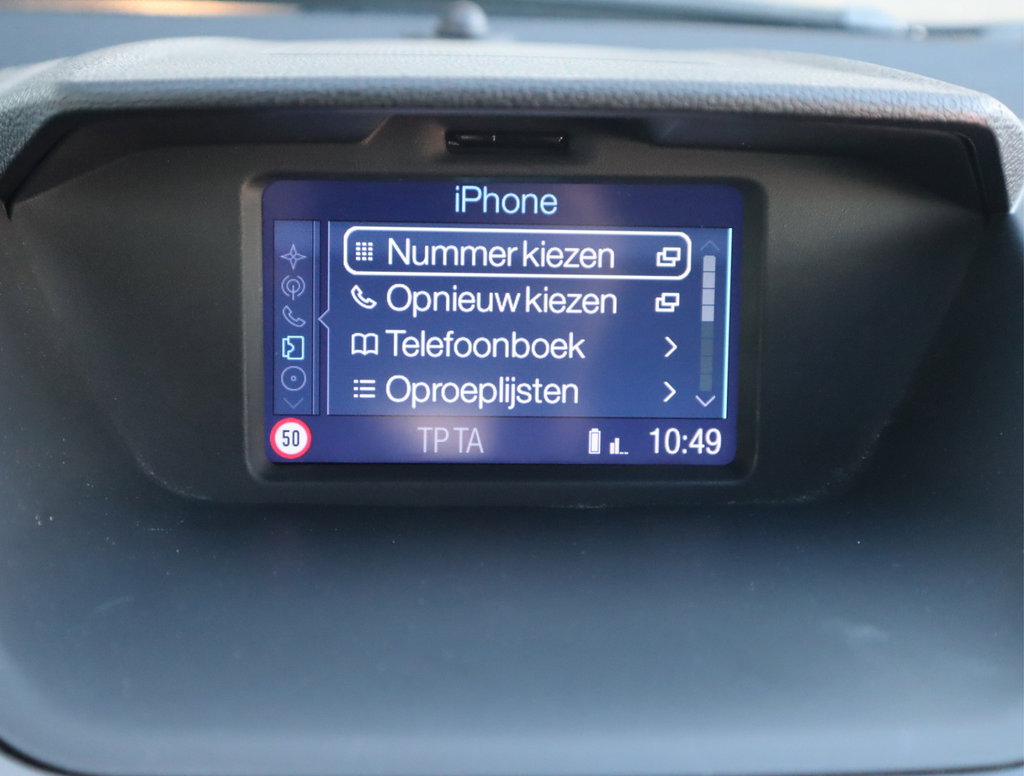 iPhone
Nummer kiezen
Opnieuw kiezen
Telefoonboek
Oproeplijsten
50 TP TA 10:49